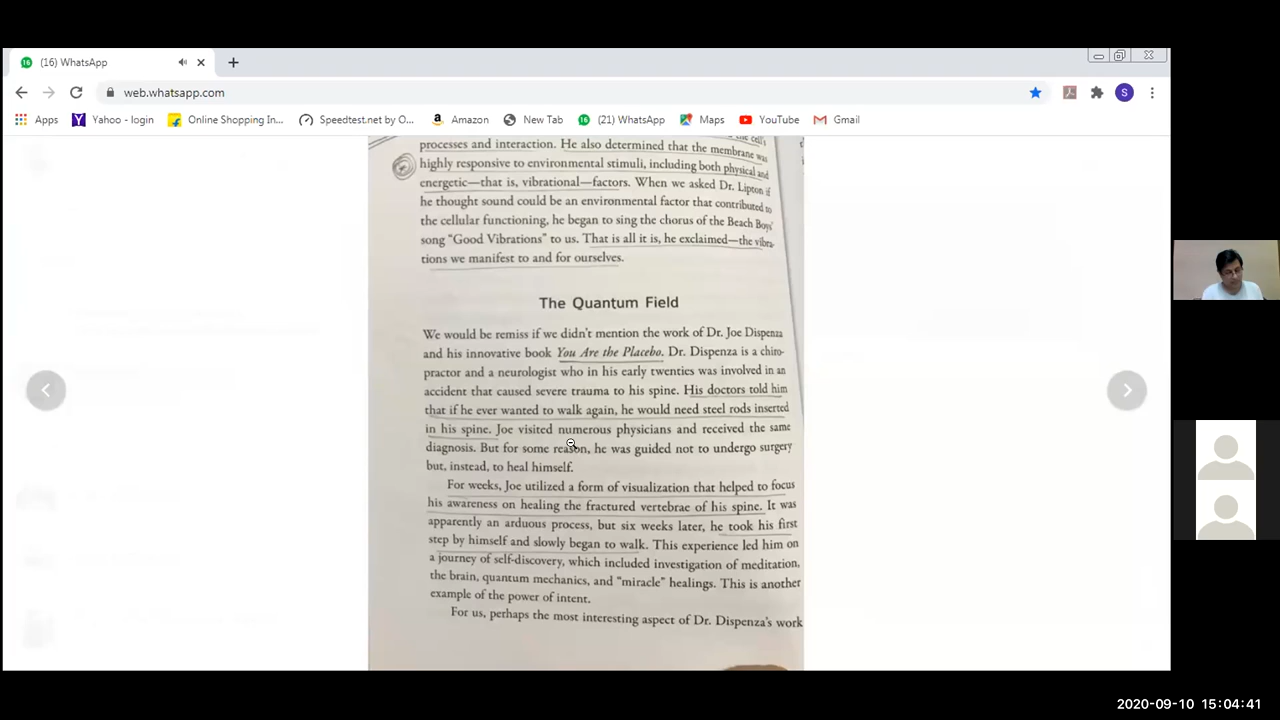 (16) WhatsApp
web.whatsapp.com
S
Apps Yahoo - login Online Shopping In... Speedtest.net by O... Amazon New Tab (21) WhatsApp Maps YouTube Gmail
processes and interaction. He also determined that the membrane was
highly responsive to environmental stimuli, including both physical and
energetic—that is, vibrational—factors. When we asked Dr. Lipton if
he thought sound could be an environmental factor that contributed to
the cellular functioning, he began to sing the chorus of the Beach Boys'
song "Good Vibrations" to us. That is all it is, he exclaimed—the vibra-
tions we manifest to and for ourselves.
The Quantum Field
We would be remiss if we didn't mention the work of Dr. Joe Dispenza
and his innovative book You Are the Placebo. Dr. Dispenza is a chiro-
practor and a neurologist who in his early twenties was involved in an
accident that caused severe trauma to his spine. His doctors told him
that if he ever wanted to walk again, he would need steel rods inserted
in his spine. Joe visited numerous physicians and received the same
diagnosis. But for some reason, he was guided not to undergo surgery
but, instead, to heal himself.
For weeks, Joe utilized a form of visualization that helped to focus
his awareness on healing the fractured vertebrae of his spine. It was
apparently an arduous process, but six weeks later, he took his first
step by himself and slowly began to walk. This experience led him on
a journey of self-discovery, which included investigation of meditation,
the brain, quantum mechanics, and "miracle" healings. This is another
example of the power of intent.
For us, perhaps the most interesting aspect of Dr. Dispenza's work
2020-09-10 15:04:41